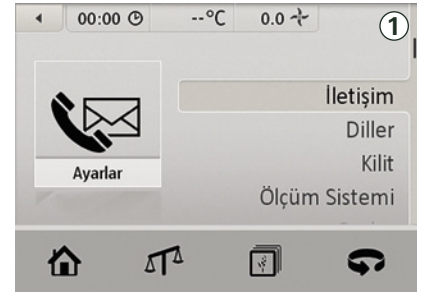 00:00 --°C 0.0
1
İletişim
Diller
Kilit
Ölçüm Sistemi
Ayarlar